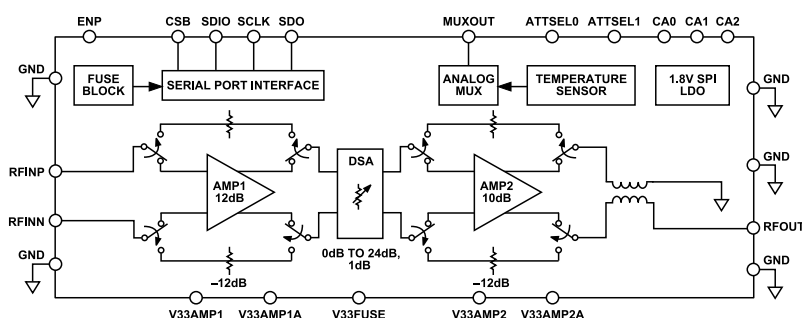 ENP
CSB
SDIO
SCLK
SDO
MUXOUT
ATTSEL0
ATTSEL1
CA0
CA1
CA2
GND
FUSE
BLOCK
SERIAL PORT INTERFACE
ANALOG
MUX
TEMPERATURE
SENSOR
1.8V SPI
LDO
GND
GND
RFINP
AMP1
12dB
DSA
AMP2
10dB
RFINN
RFOUT
GND
0dB TO 24dB,
1dB
–12dB
–12dB
GND
V33AMP1
V33AMP1A
V33FUSE
V33AMP2
V33AMP2A